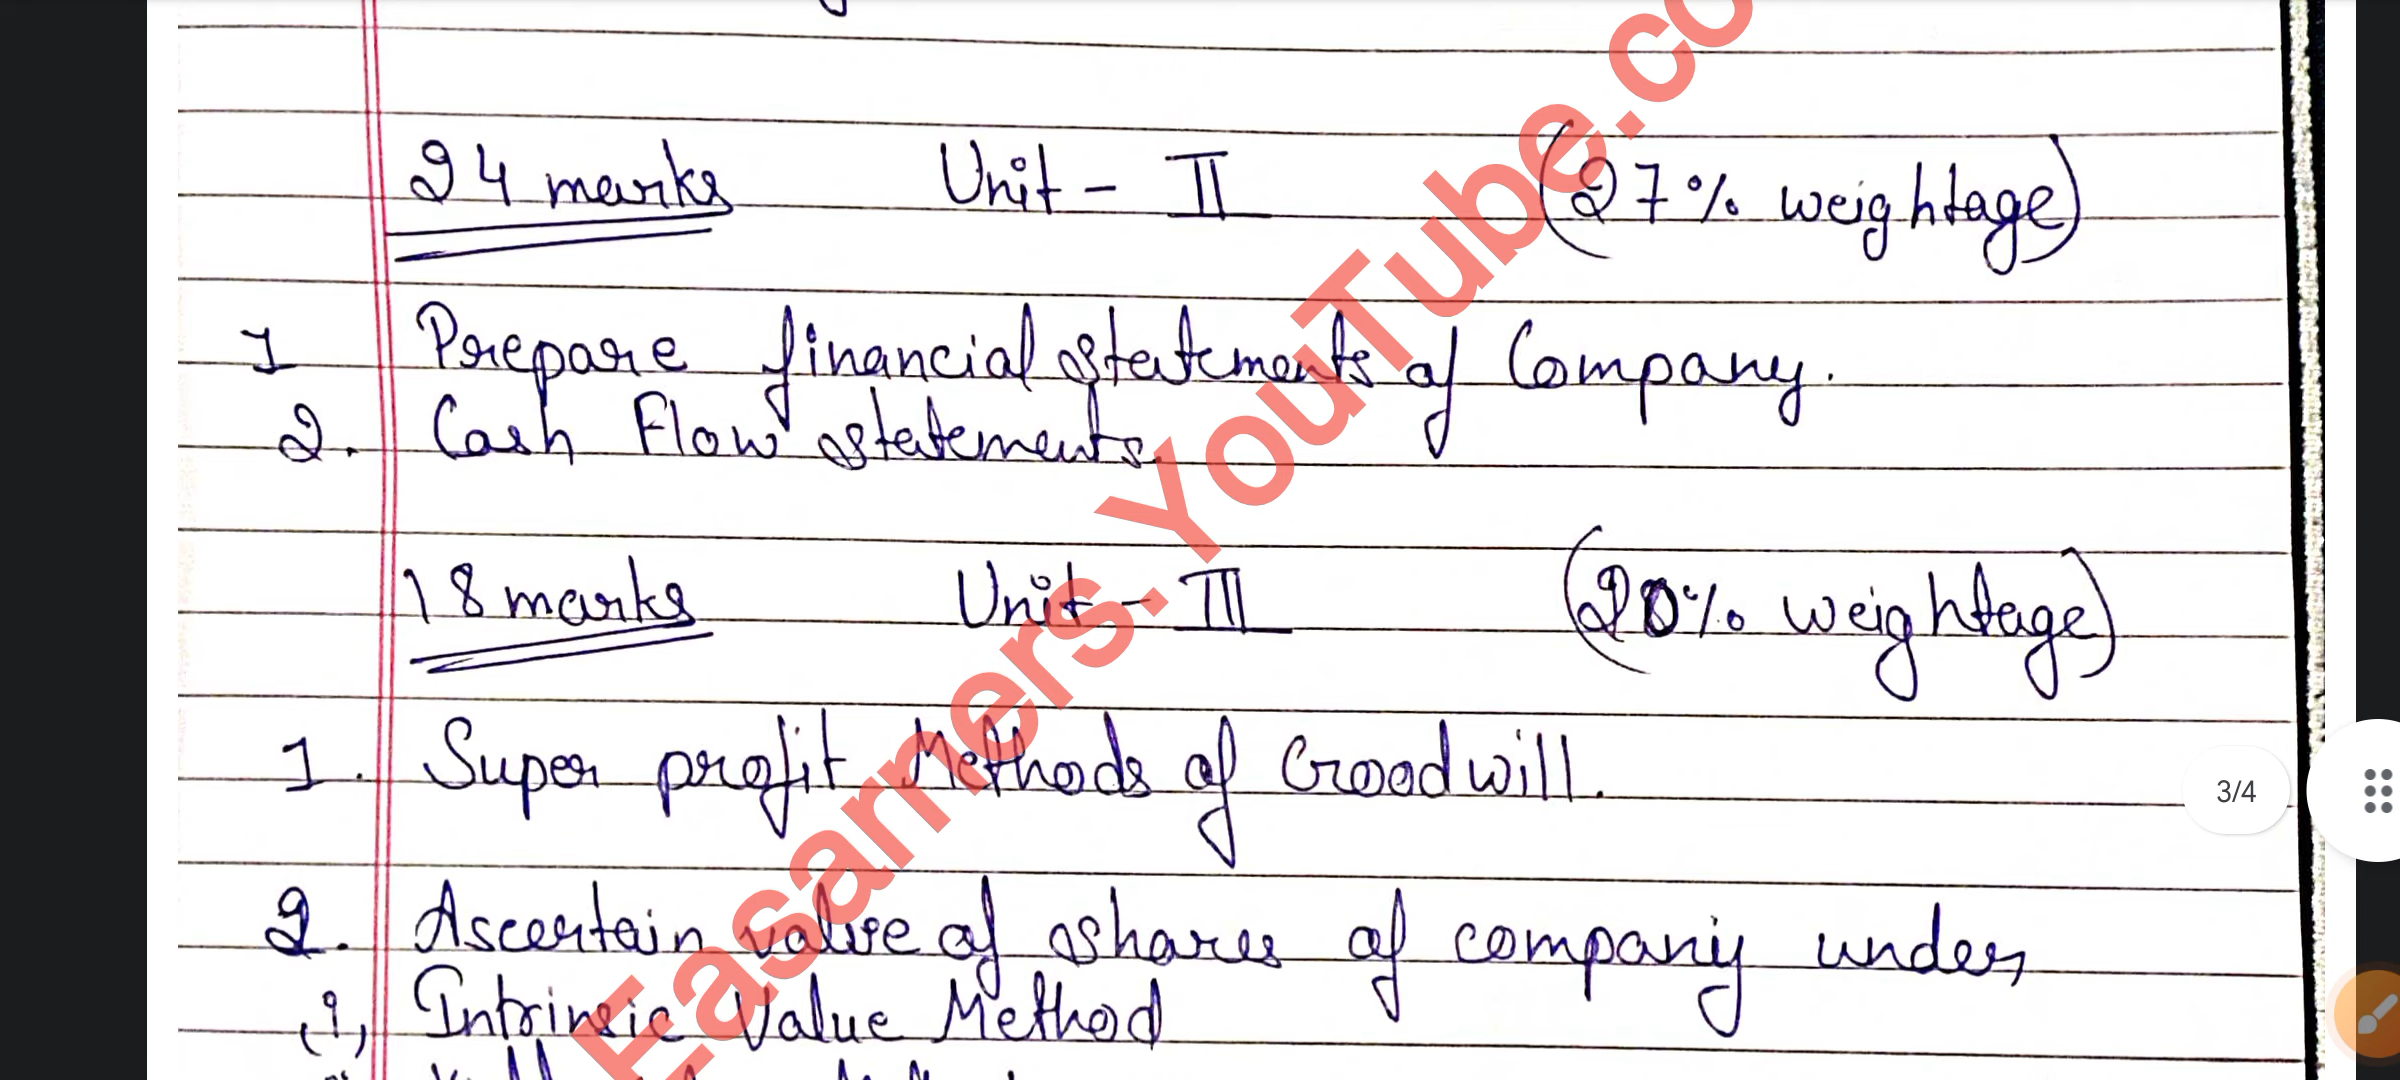 24 marks Unit - II (27% weightage)
1 Prepare financial statements of Company.
2. Cash Flow statements.
18 marks Unit - III (20% weightage)
1. Super profit Methods of Goodwill.
2. Ascertain value of shares of company under,
(i) Intrinsic Value Method
Easarners.YouTube.co
3/4